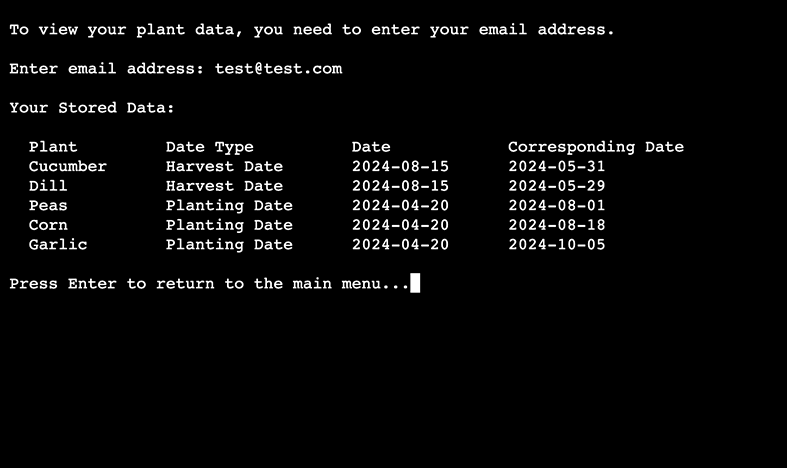 To view your plant data, you need to enter your email address.
Enter email address: test@test.com
Your Stored Data:
Plant Date Type Date Corresponding Date
Cucumber Harvest Date 2024-08-15 2024-05-31
Dill Harvest Date 2024-08-15 2024-05-29
Peas Planting Date 2024-04-20 2024-08-01
Corn Planting Date 2024-04-20 2024-08-18
Garlic Planting Date 2024-04-20 2024-10-05
Press Enter to return to the main menu...